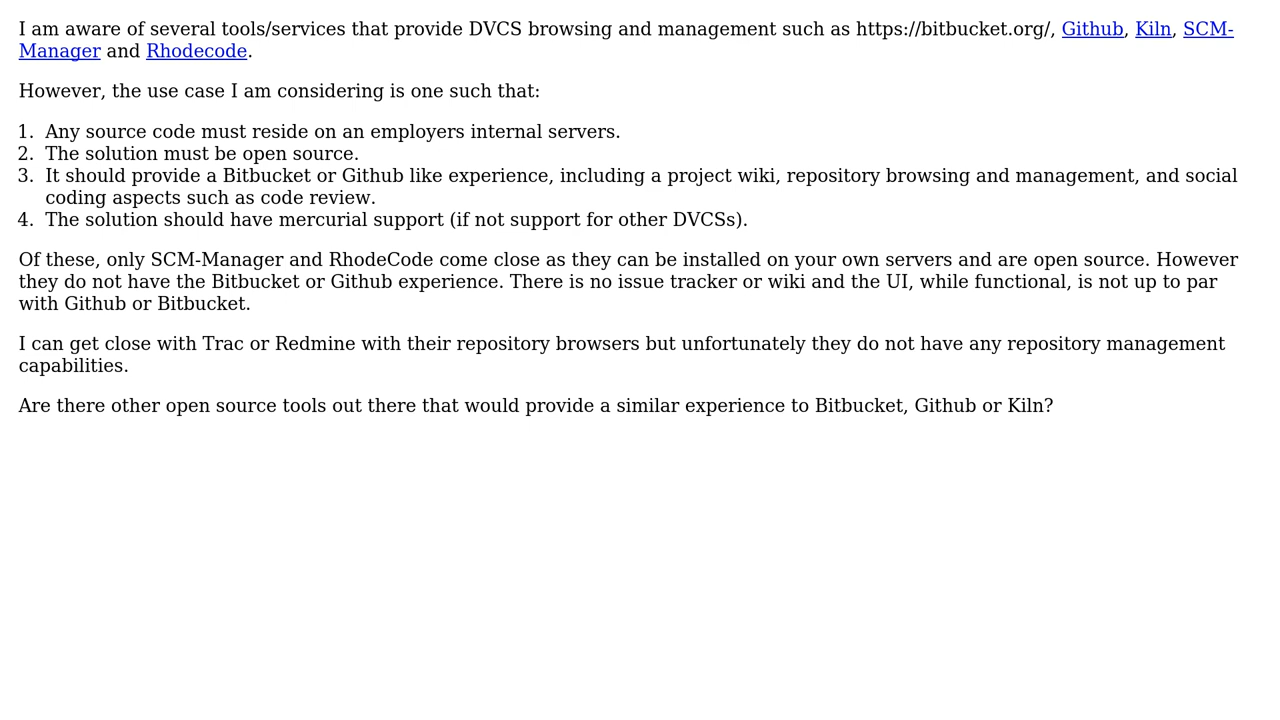 I am aware of several tools/services that provide DVCS browsing and management such as https://bitbucket.org/, Github, Kiln, SCM-
Manager and Rhodecode.
However, the use case I am considering is one such that:
1. Any source code must reside on an employers internal servers.
2. The solution must be open source.
3. It should provide a Bitbucket or Github like experience, including a project wiki, repository browsing and management, and social
coding aspects such as code review.
4. The solution should have mercurial support (if not support for other DVCSs).
Of these, only SCM-Manager and RhodeCode come close as they can be installed on your own servers and are open source. However
they do not have the Bitbucket or Github experience. There is no issue tracker or wiki and the UI, while functional, is not up to par
with Github or Bitbucket.
I can get close with Trac or Redmine with their repository browsers but unfortunately they do not have any repository management
capabilities.
Are there other open source tools out there that would provide a similar experience to Bitbucket, Github or Kiln?